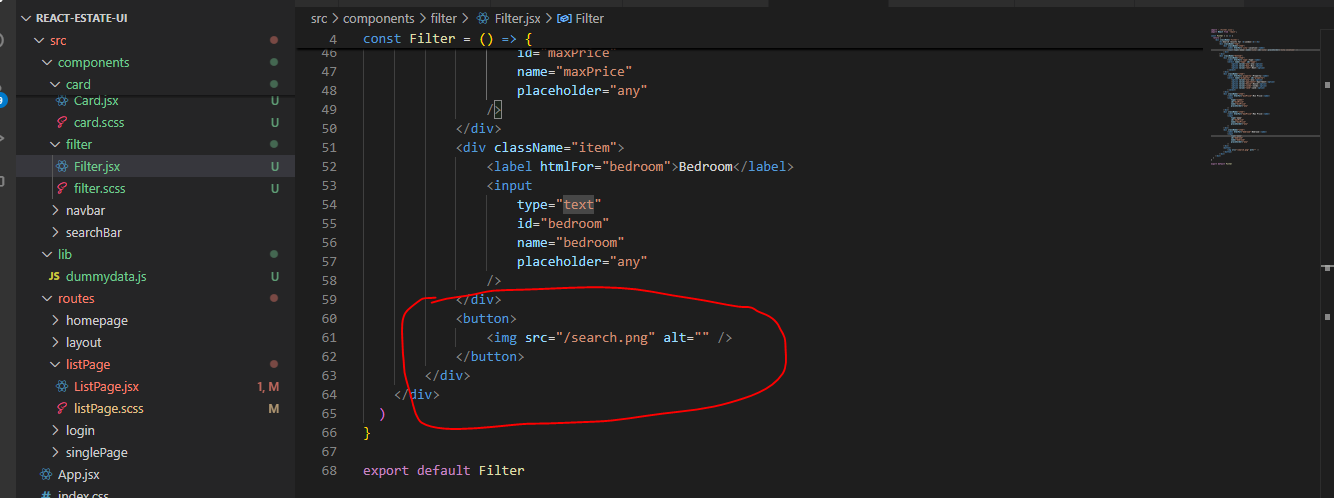 REACT-ESTATE-UI
src
components
card
Card.jsx U
card.scss U
filter
Filter.jsx U
filter.scss U
navbar
searchBar
lib
JS dummydata.js U
routes
homepage
layout
listPage
ListPage.jsx 1, M
listPage.scss M
login
singlePage
App.jsx
# index.css
src > components > filter > Filter.jsx > Filter
4 const Filter = () => {
46 id="maxPrice"
47 name="maxPrice"
48 placeholder="any"
49 />
50 </div>
51 <div className="item">
52 <label htmlFor="bedroom">Bedroom</label>
53 <input
54 type="text"
55 id="bedroom"
56 name="bedroom"
57 placeholder="any"
58 />
59 </div>
60 <button>
61 <img src="/search.png" alt="" />
62 </button>
63 </div>
64 </div>
65 )
66 }
67
68 export default Filter